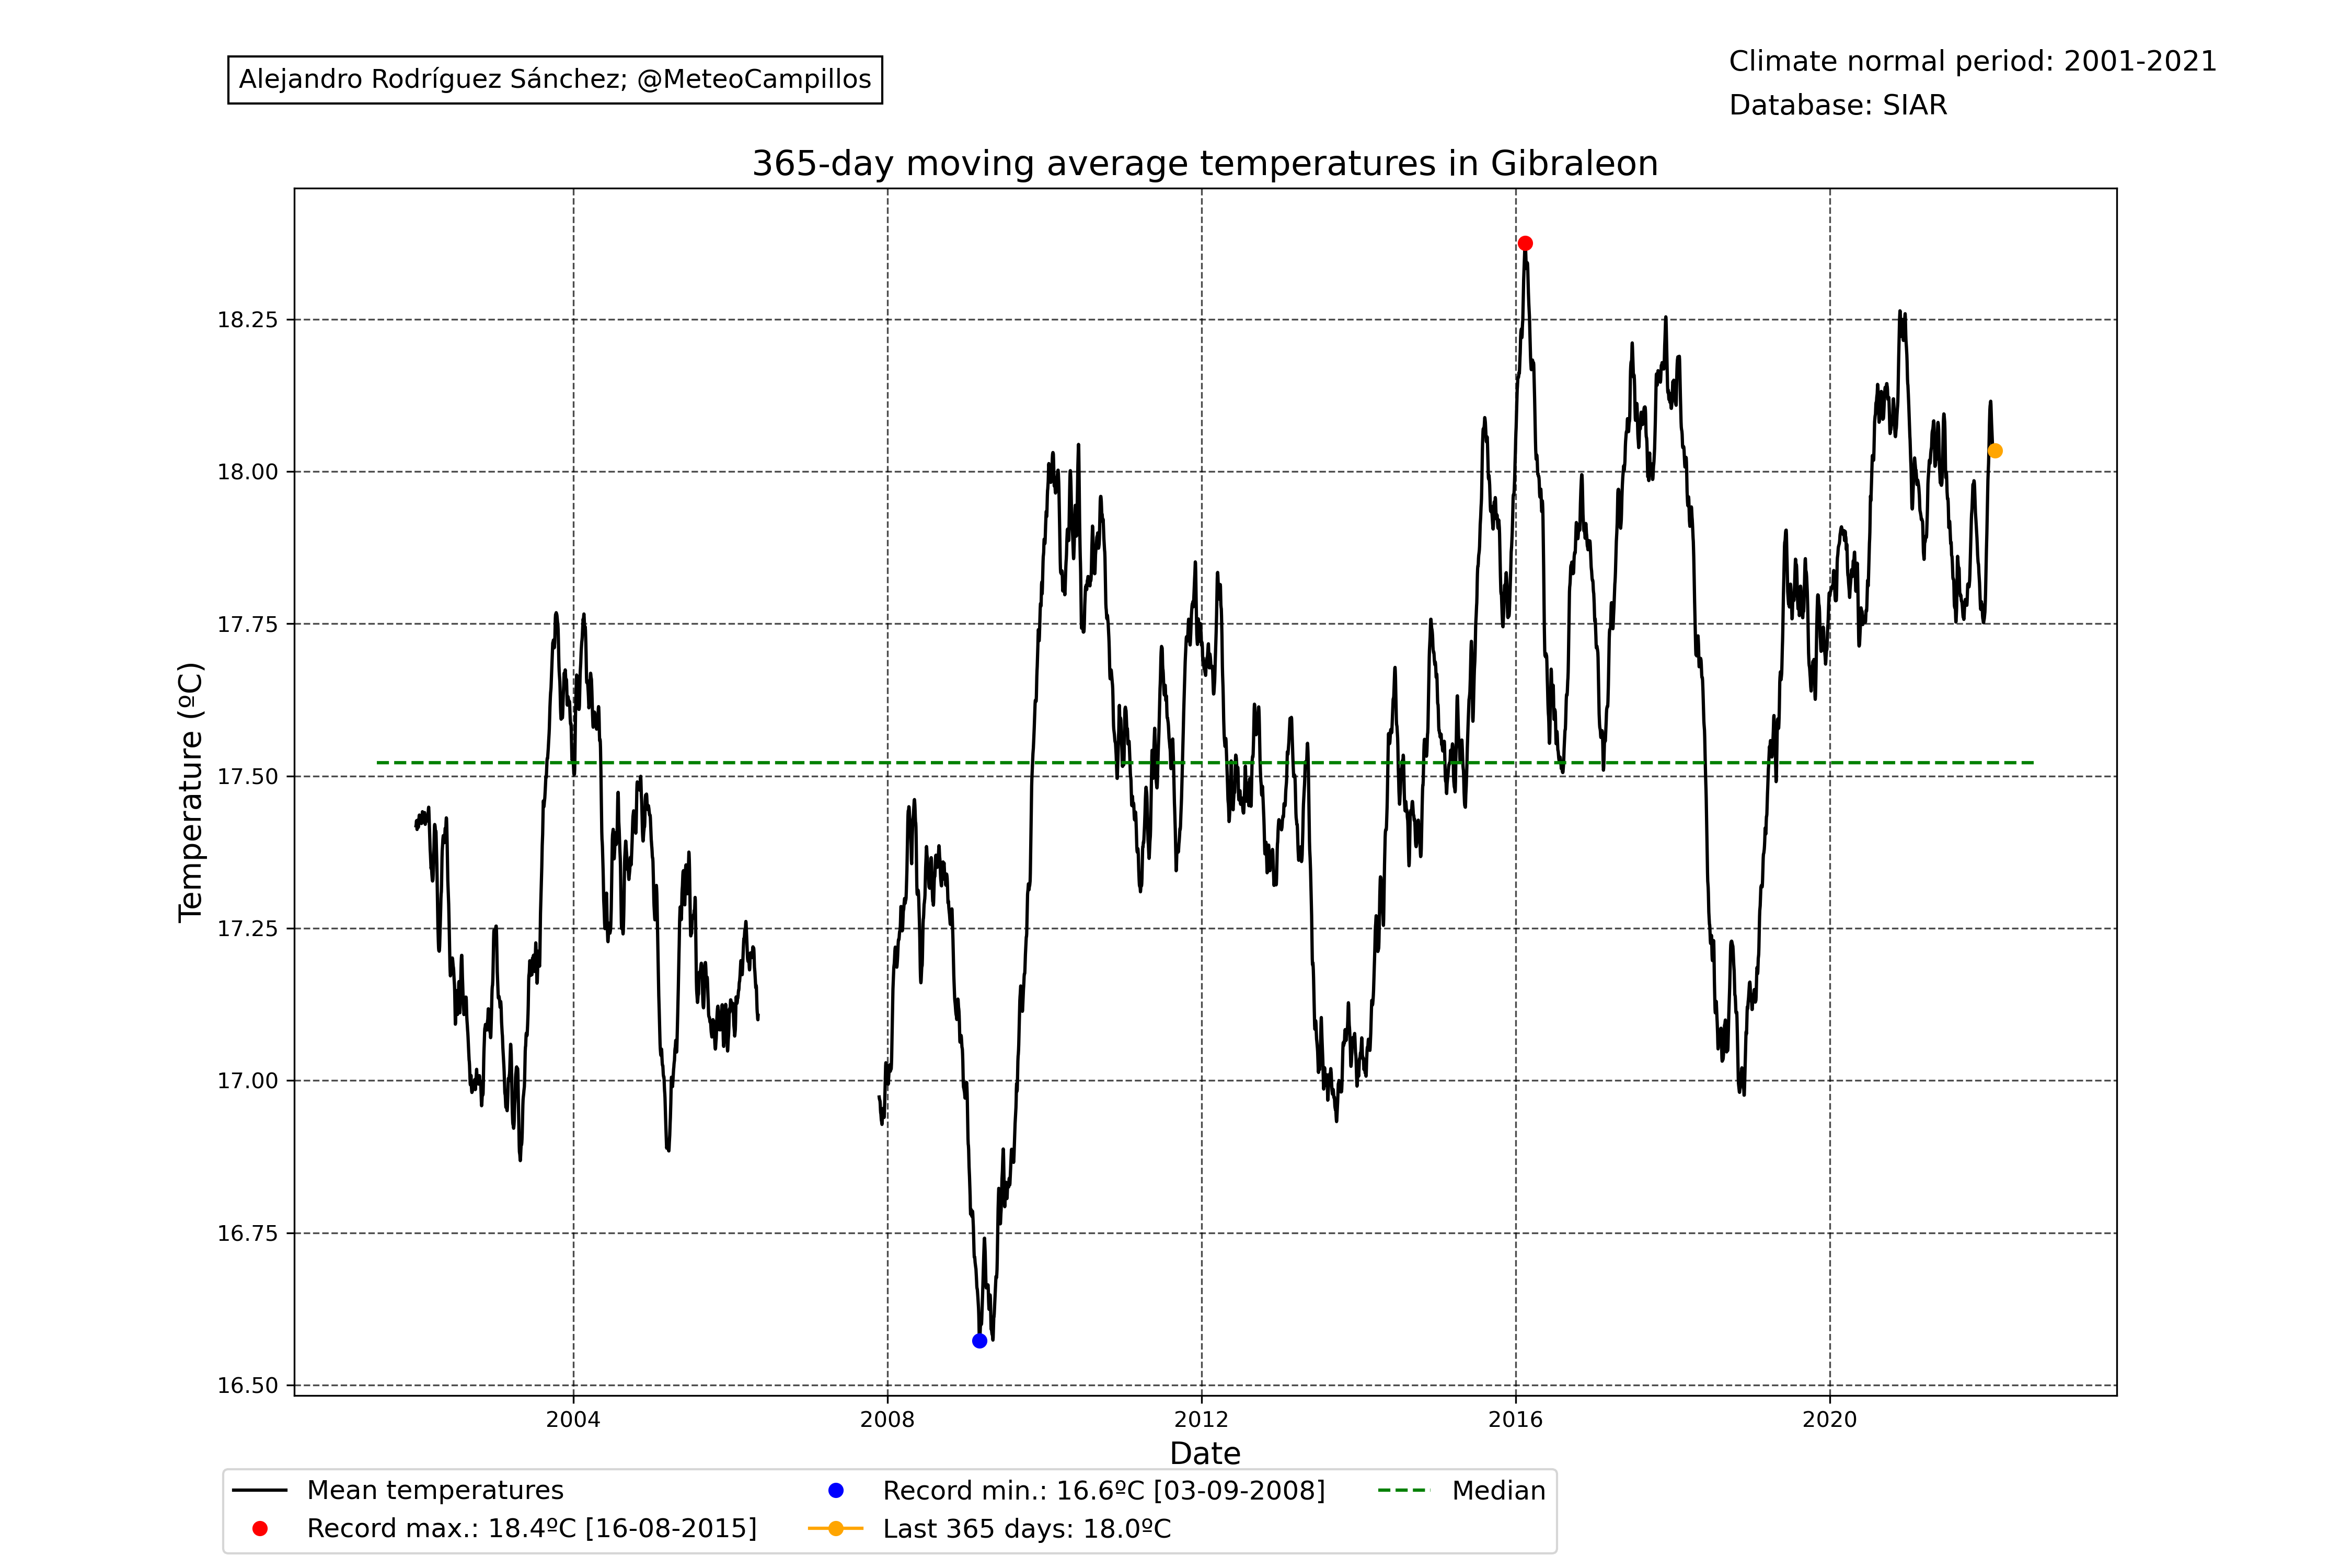 Alejandro Rodríguez Sánchez; @MeteoCampillos
Climate normal period: 2001-2021
Database: SIAR
365-day moving average temperatures in Gibraleon
18.25
18.00
17.75
17.50
17.25
17.00
16.75
16.50
Temperature (ºC)
2004
2008
2012
2016
2020
Date
Mean temperatures
Record max.: 18.4ºC [16-08-2015]
Record min.: 16.6ºC [03-09-2008]
Last 365 days: 18.0ºC
Median